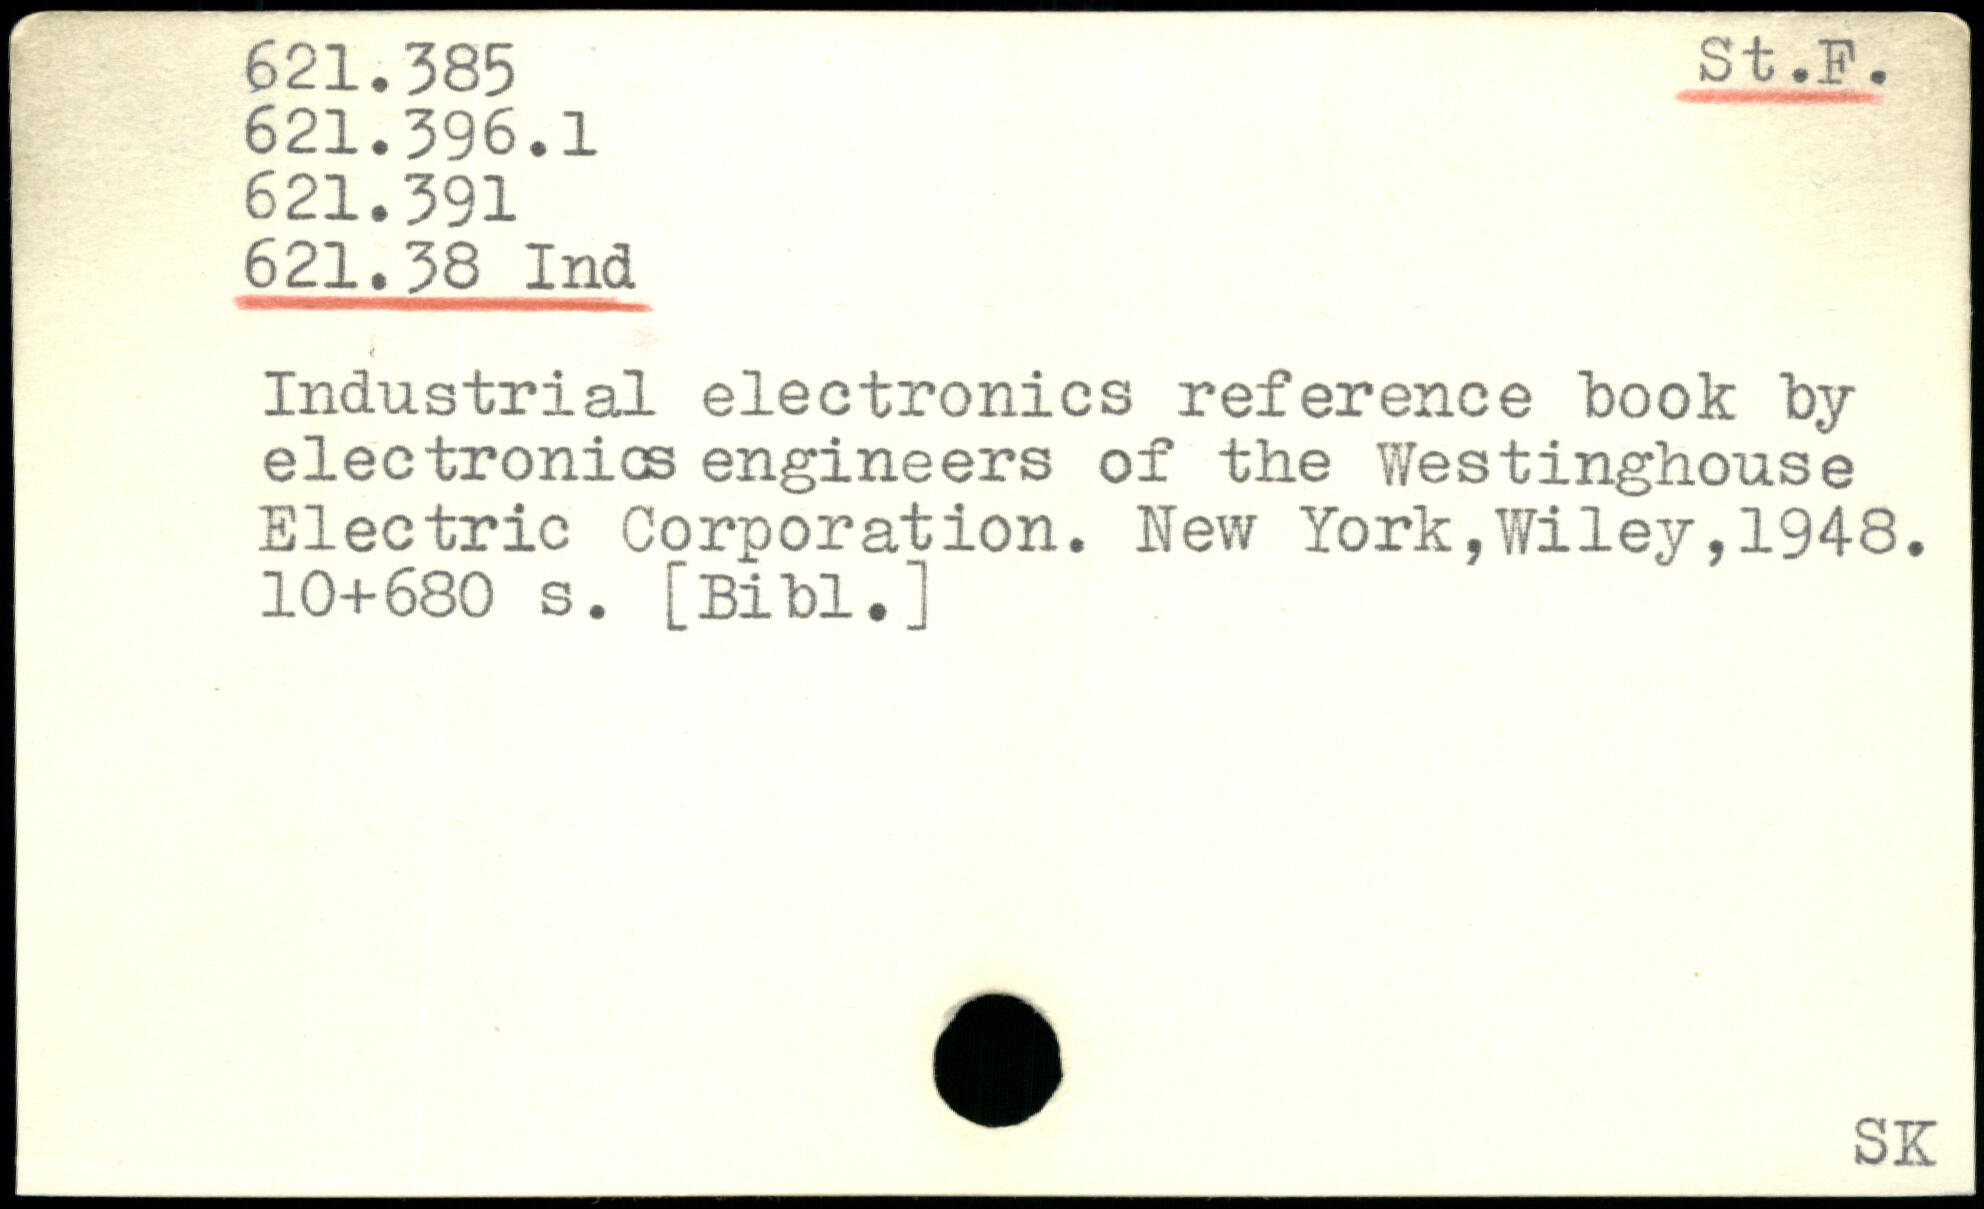 621.385
St.F.
621.396.1
621.391
621.38 Ind
Industrial electronics reference book by
electronics engineers of the Westinghouse
Electric Corporation. New York,Wiley,1948.
10+680 s. [Bibl.]
SK